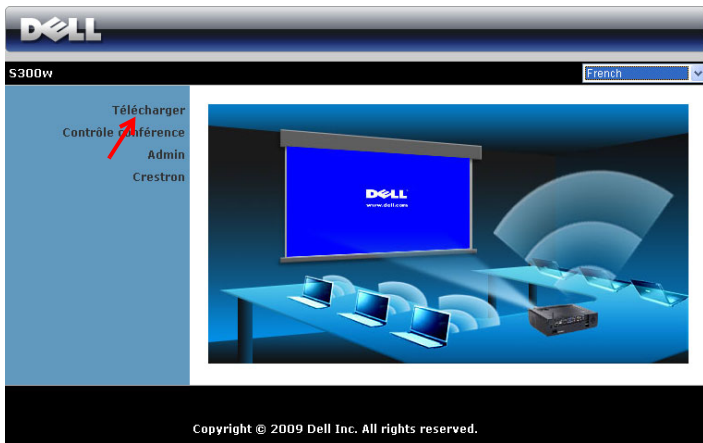 DELL
S300w
French
Télécharger
Contrôle conférence
Admin
Crestron
DELL
www.dell.com
Copyright © 2009 Dell Inc. All rights reserved.